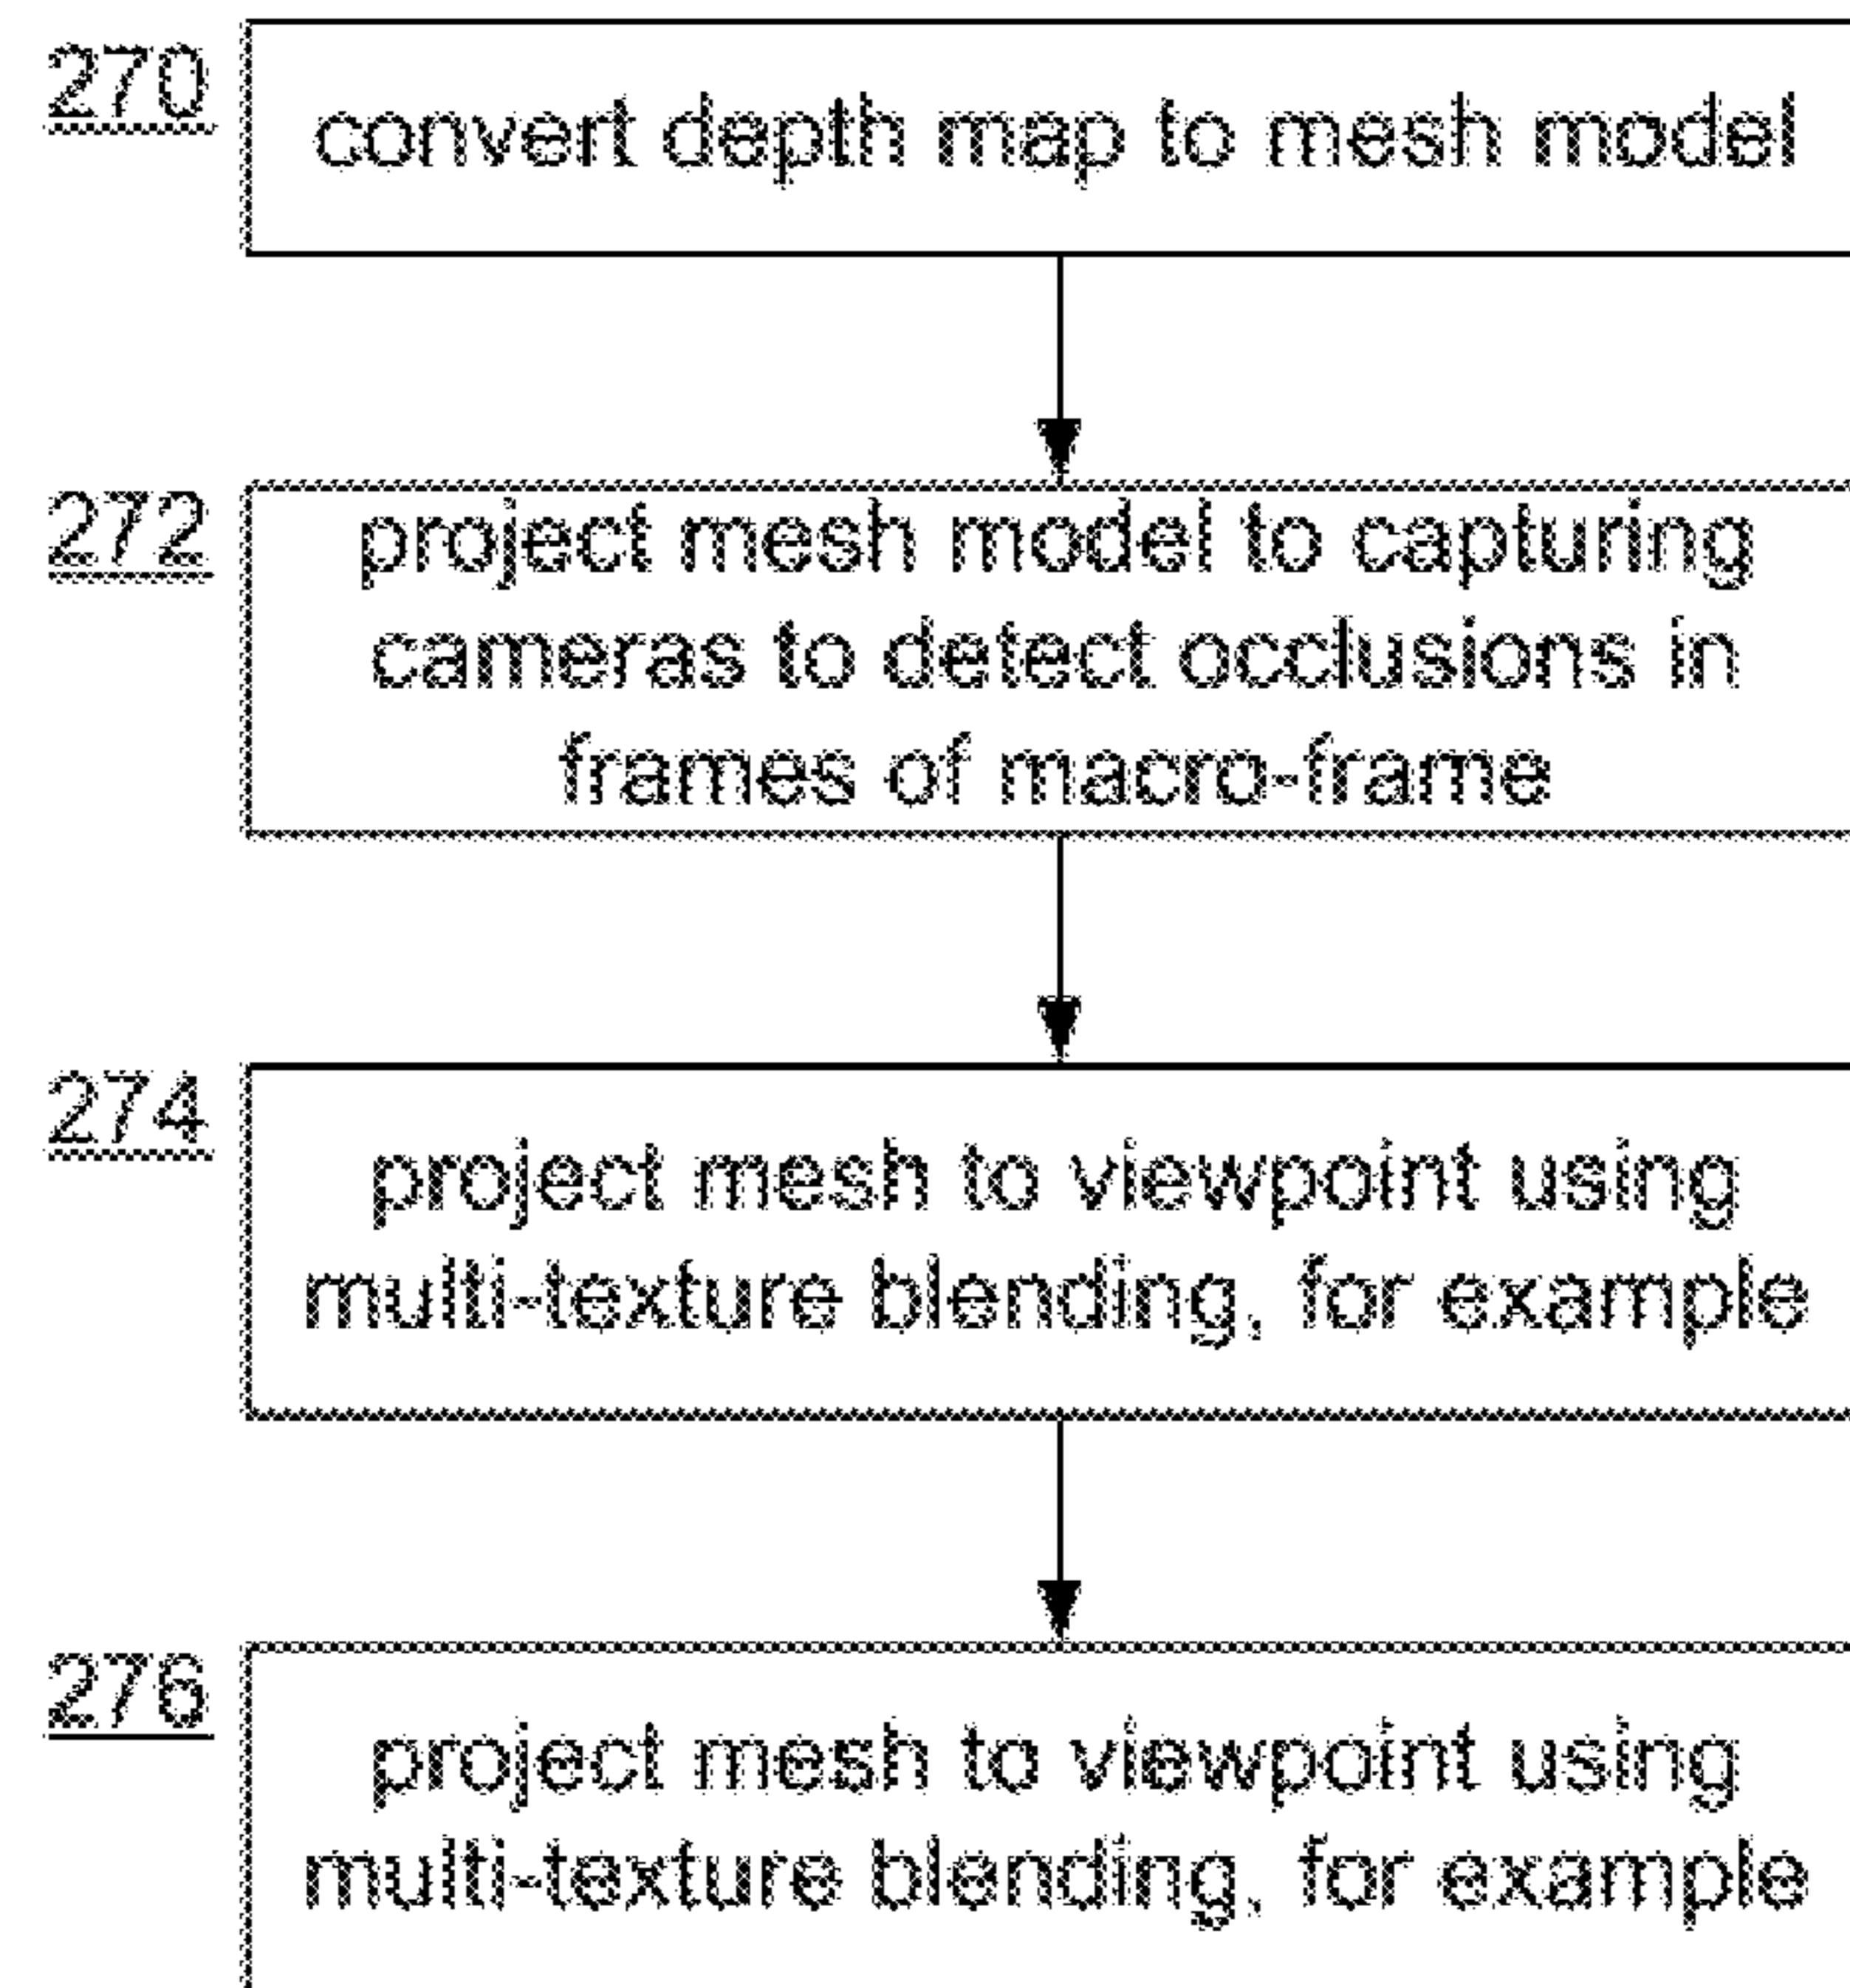 270
convert depth map to mesh model
272
project mesh model to capturing
cameras to detect occlusions in
frames of macro-frame
274
project mesh to viewpoint using
multi-texture blending, for example
276
project mesh to viewpoint using
multi-texture blending, for example